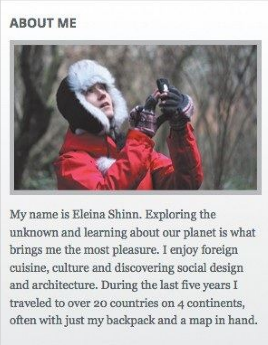 ABOUT ME
My name is Eleina Shinn. Exploring the
unknown and learning about our planet is what
brings me the most pleasure. I enjoy foreign
cuisine, culture and discovering social design
and architecture. During the last five years I
traveled to over 20 countries on 4 continents,
often with just my backpack and a map in hand.